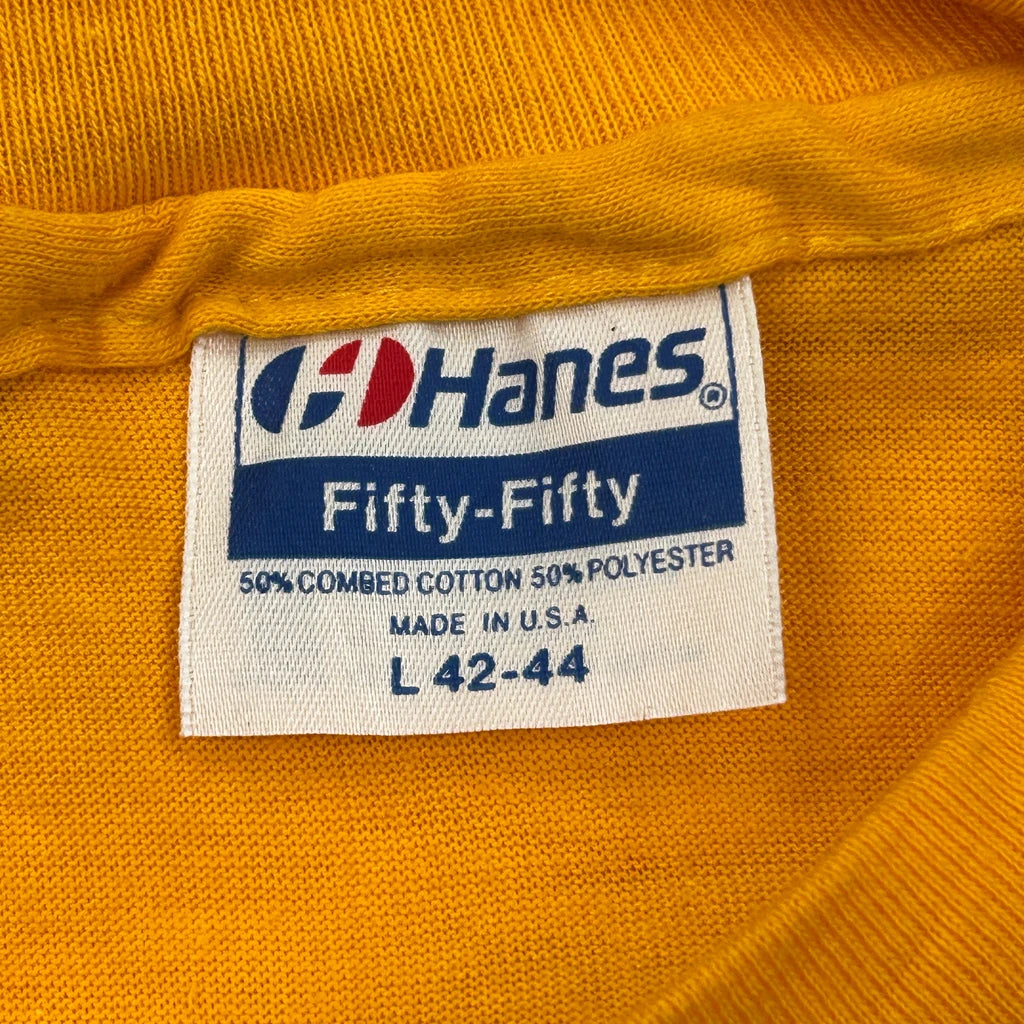 Hanes®
Fifty-Fifty
50% COMBED COTTON 50% POLYESTER
MADE IN U.S.A.
L 42-44